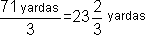 71 yardas / 3 = 23 2/3 yardas